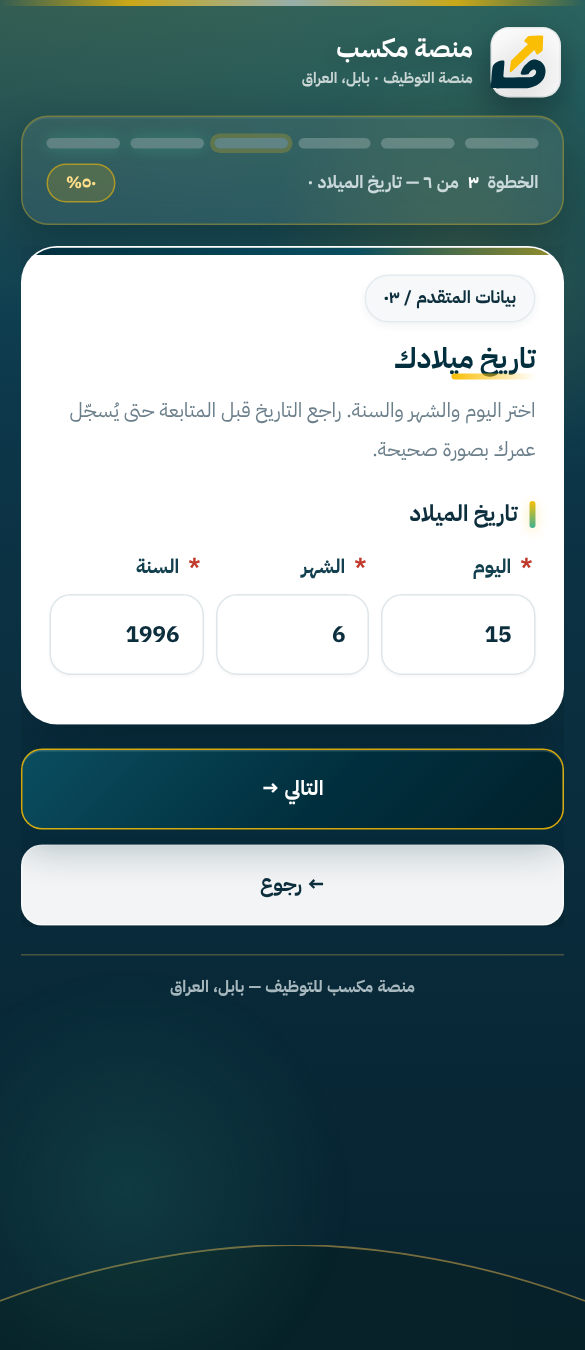 منصة مكسب
منصة التوظيف · بابل، العراق
الخطوة ٣ من ٦ — تاريخ الميلاد ·
٥٠%
بيانات المتقدم / ٠٣
تاريخ ميلادك
اختر اليوم والشهر والسنة. راجع التاريخ قبل المتابعة حتى يُسجّل
عمرك بصورة صحيحة.
تاريخ الميلاد
* اليوم * الشهر * السنة
15 6 1996
التالي →
← رجوع
منصة مكسب للتوظيف — بابل، العراق